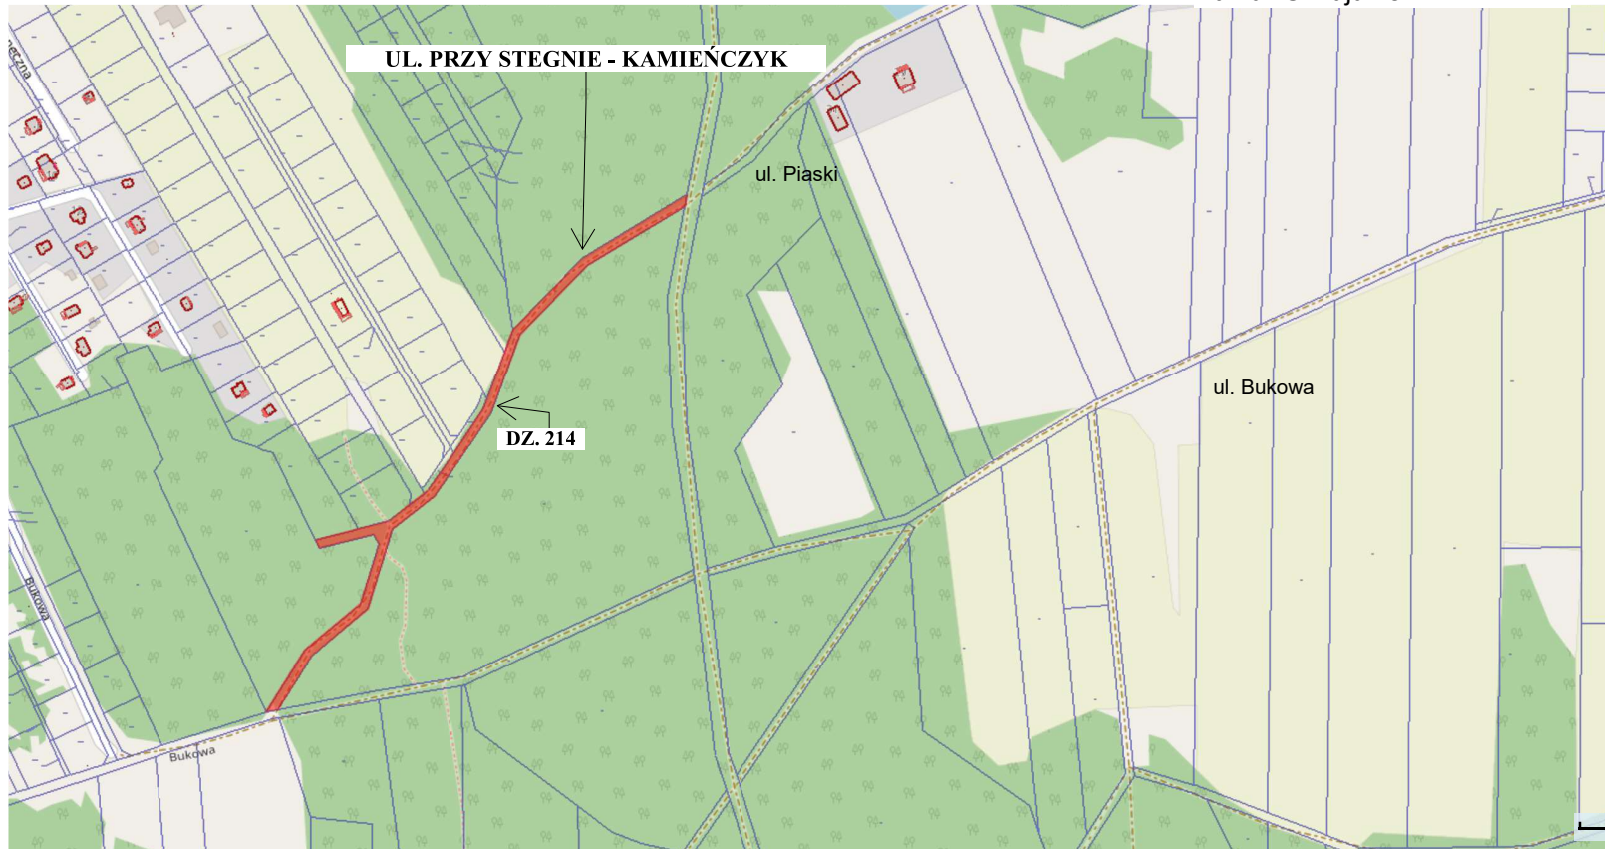 UL. PRZY STEGNIE - KAMIEŃCZYK
ul. Piaski
ul. Bukowa
DZ. 214
Bukowa
Bukowa